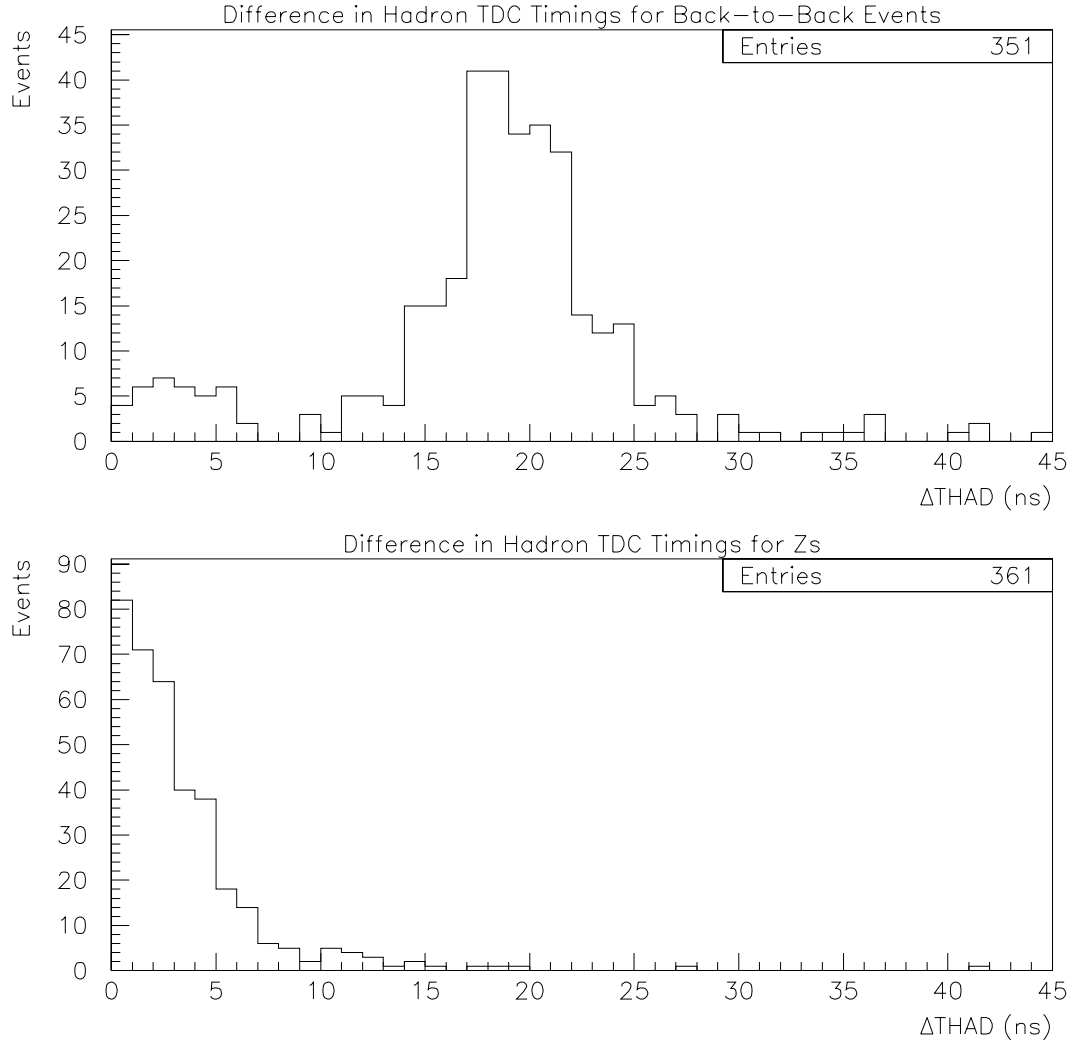 Difference in Hadron TDC Timings for Back-to-Back Events
Entries 351
Events
45
40
35
30
25
20
15
10
5
0
0 5 10 15 20 25 30 35 40 45
ΔTHAD (ns)
Difference in Hadron TDC Timings for Zs
Entries 361
Events
90
80
70
60
50
40
30
20
10
0
0 5 10 15 20 25 30 35 40 45
ΔTHAD (ns)